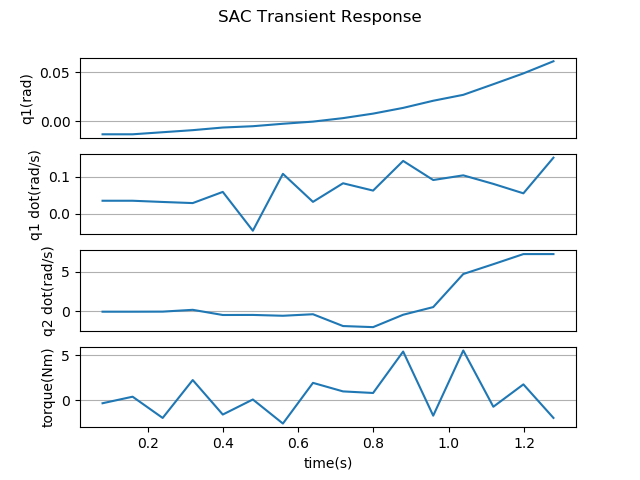 SAC Transient Response
0.05
0.00
q1(rad)
0.1
0.0
q1 dot(rad/s)
5
0
q2 dot(rad/s)
5
0
torque(Nm)
0.2 0.4 0.6 0.8 1.0 1.2
time(s)